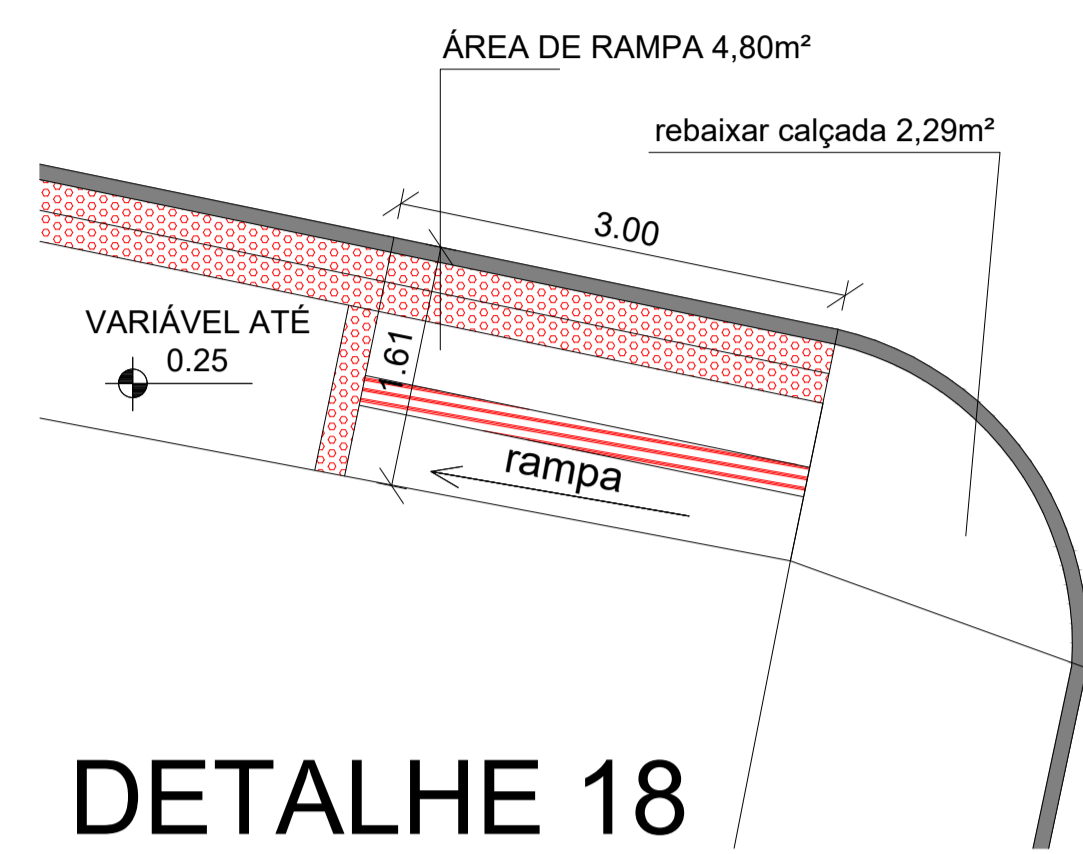 ÁREA DE RAMPA 4,80m²
rebaixar calçada 2,29m²
3.00
VARIÁVEL ATÉ
0.25
1.61
rampa
DETALHE 18